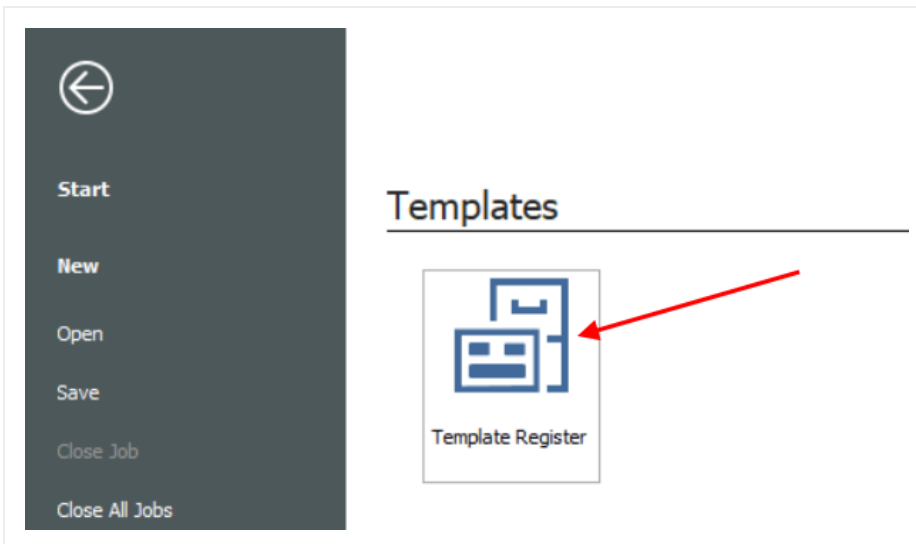 Start
New
Open
Save
Close Job
Close All Jobs
Templates
Template Register